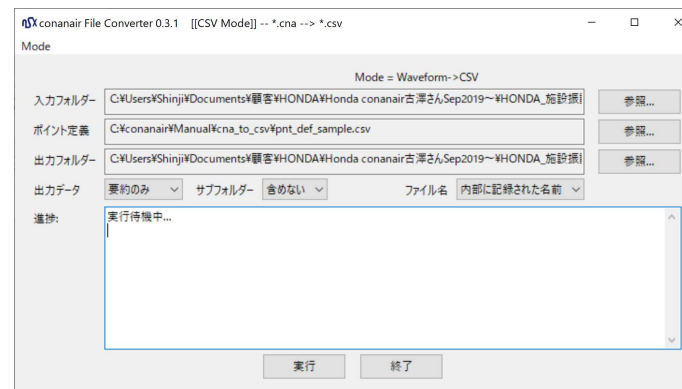 nSX conanair File Converter 0.3.1 [[CSV Mode]] -- *.cna --> *.csv
Mode
Mode = Waveform->CSV
入力フォルダー C:¥Users¥Shinji¥Documents¥顧客¥HONDA¥Honda conanair古澤さんSep2019～¥HONDA_施設振 参照...
ポイント定義 C:¥conanair¥Manual¥cna_to_csv¥pnt_def_sample.csv 参照...
出力フォルダー C:¥Users¥Shinji¥Documents¥顧客¥HONDA¥Honda conanair古澤さんSep2019～¥HONDA_施設振 参照...
出力データ 要約のみ サブフォルダー 含めない ファイル名 内部に記録された名前
進捗: 実行待機中...
実行 終了